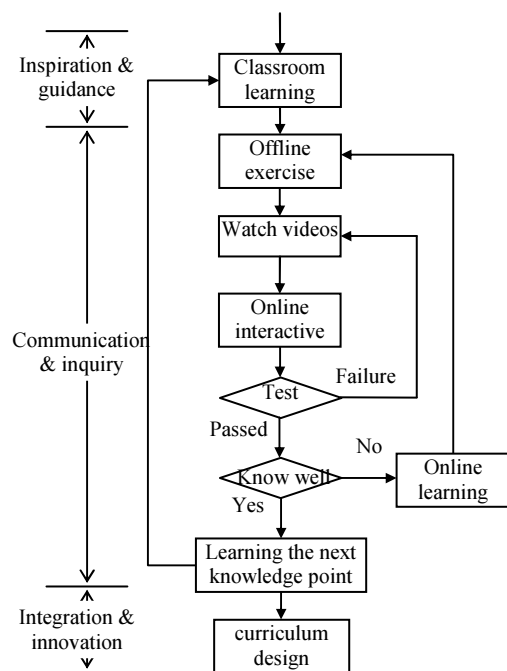 Inspiration &
guidance
Classroom
learning
Offline
exercise
Watch videos
Online
interactive
Communication
& inquiry
Test
Failure
Passed
Know well
No
Online
learning
Yes
Learning the next
knowledge point
Integration &
innovation
curriculum
design